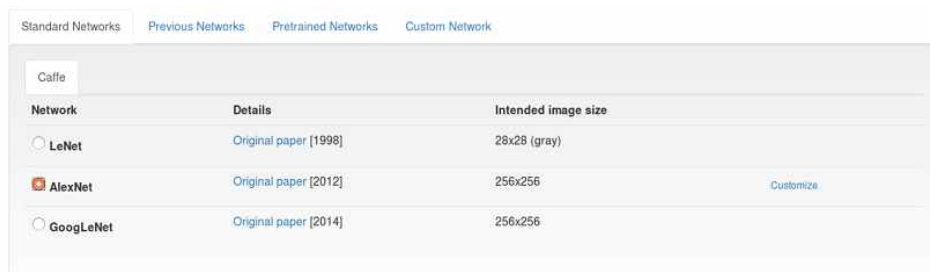 Standard Networks Previous Networks Pretrained Networks Custom Network
Caffe
Network Details Intended image size
LeNet Original paper [1998] 28x28 (gray)
AlexNet Original paper [2012] 256x256 Customize
GoogLeNet Original paper [2014] 256x256